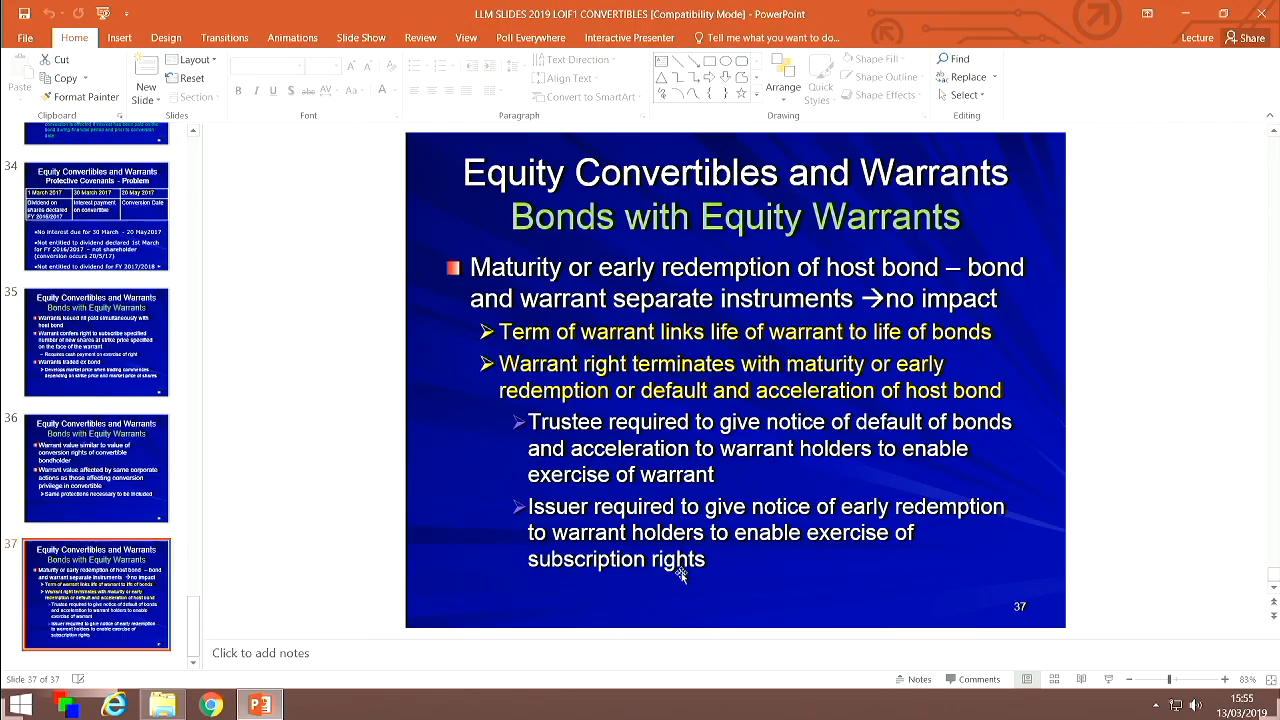 LLM SLIDES 2019 LOIF1 CONVERTIBLES [Compatibility Mode] - PowerPoint
File Home Insert Design Transitions Animations Slide Show Review View Poll Everywhere Interactive Presenter Tell me what you want to do... Lecture Share
Paste
Cut
Copy
Format Painter
Clipboard
New Slide
Layout
Reset
Section
Slides
B I U S abc AV Aa A
Font
Text Direction
Align Text
Convert to SmartArt
Paragraph
Arrange
Quick Styles
Shape Fill
Shape Outline
Shape Effects
Drawing
Find
Replace
Select
Editing
bond during financial period and prior to conversion
date
34
Equity Convertibles and Warrants
Protective Covenants - Problem
1 March 2017 30 March 2017 20 May 2017
Dividend on shares declared FY 2016/2017
Interest payment on convertible
Conversion Date
•No interest due for 30 March - 20 May2017
•Not entitled to dividend declared 1st March
for FY 2016/2017 – not shareholder
(conversion occurs 20/5/17)
•Not entitled to dividend for FY 2017/2018
35
Equity Convertibles and Warrants
Bonds with Equity Warrants
Warrants issued nil paid simultaneously with
host bond
Warrant confers right to subscribe specified
number of new shares at strike price specified
on the face of the warrant
– Requires cash payment on exercise of right
Warrants traded ex bond
Develops market price when trading commences
depending on strike price and market price of shares
36
Equity Convertibles and Warrants
Bonds with Equity Warrants
Warrant value similar to value of
conversion rights of convertible
bondholder
Warrant value affected by same corporate
actions as those affecting conversion
privilege in convertible
Same protections necessary to be included
37
Equity Convertibles and Warrants
Bonds with Equity Warrants
Maturity or early redemption of host bond – bond
and warrant separate instruments →no impact
Term of warrant links life of warrant to life of bonds
Warrant right terminates with maturity or early
redemption or default and acceleration of host bond
Trustee required to give notice of default of bonds
and acceleration to warrant holders to enable
exercise of warrant
Issuer required to give notice of early redemption
to warrant holders to enable exercise of
subscription rights
Equity Convertibles and Warrants
Bonds with Equity Warrants
Maturity or early redemption of host bond – bond
and warrant separate instruments →no impact
Term of warrant links life of warrant to life of bonds
Warrant right terminates with maturity or early
redemption or default and acceleration of host bond
Trustee required to give notice of default of bonds
and acceleration to warrant holders to enable
exercise of warrant
Issuer required to give notice of early redemption
to warrant holders to enable exercise of
subscription rights
37
Click to add notes
Slide 37 of 37 Notes Comments 83%
15:55
13/03/2019